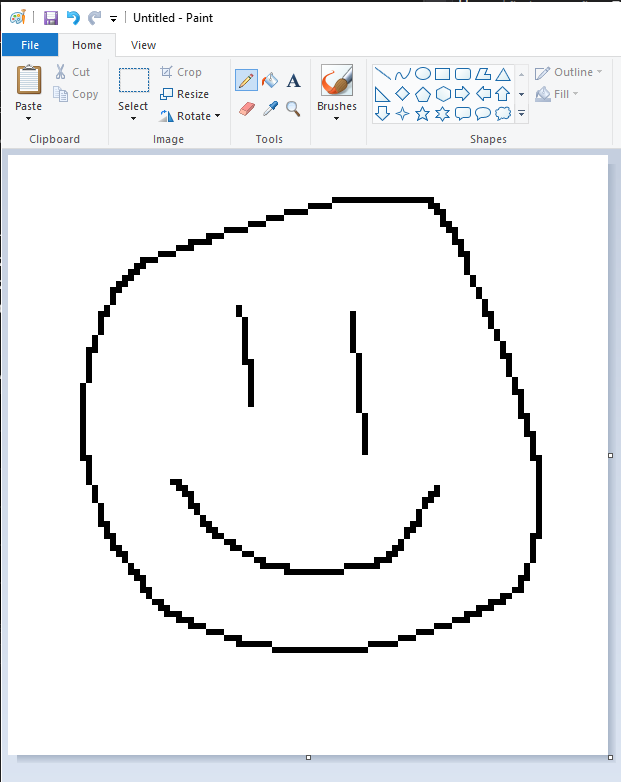 Untitled - Paint
File Home View
Paste Cut Copy Select Crop Resize Rotate A Brushes Outline Fill
Clipboard Image Tools Shapes